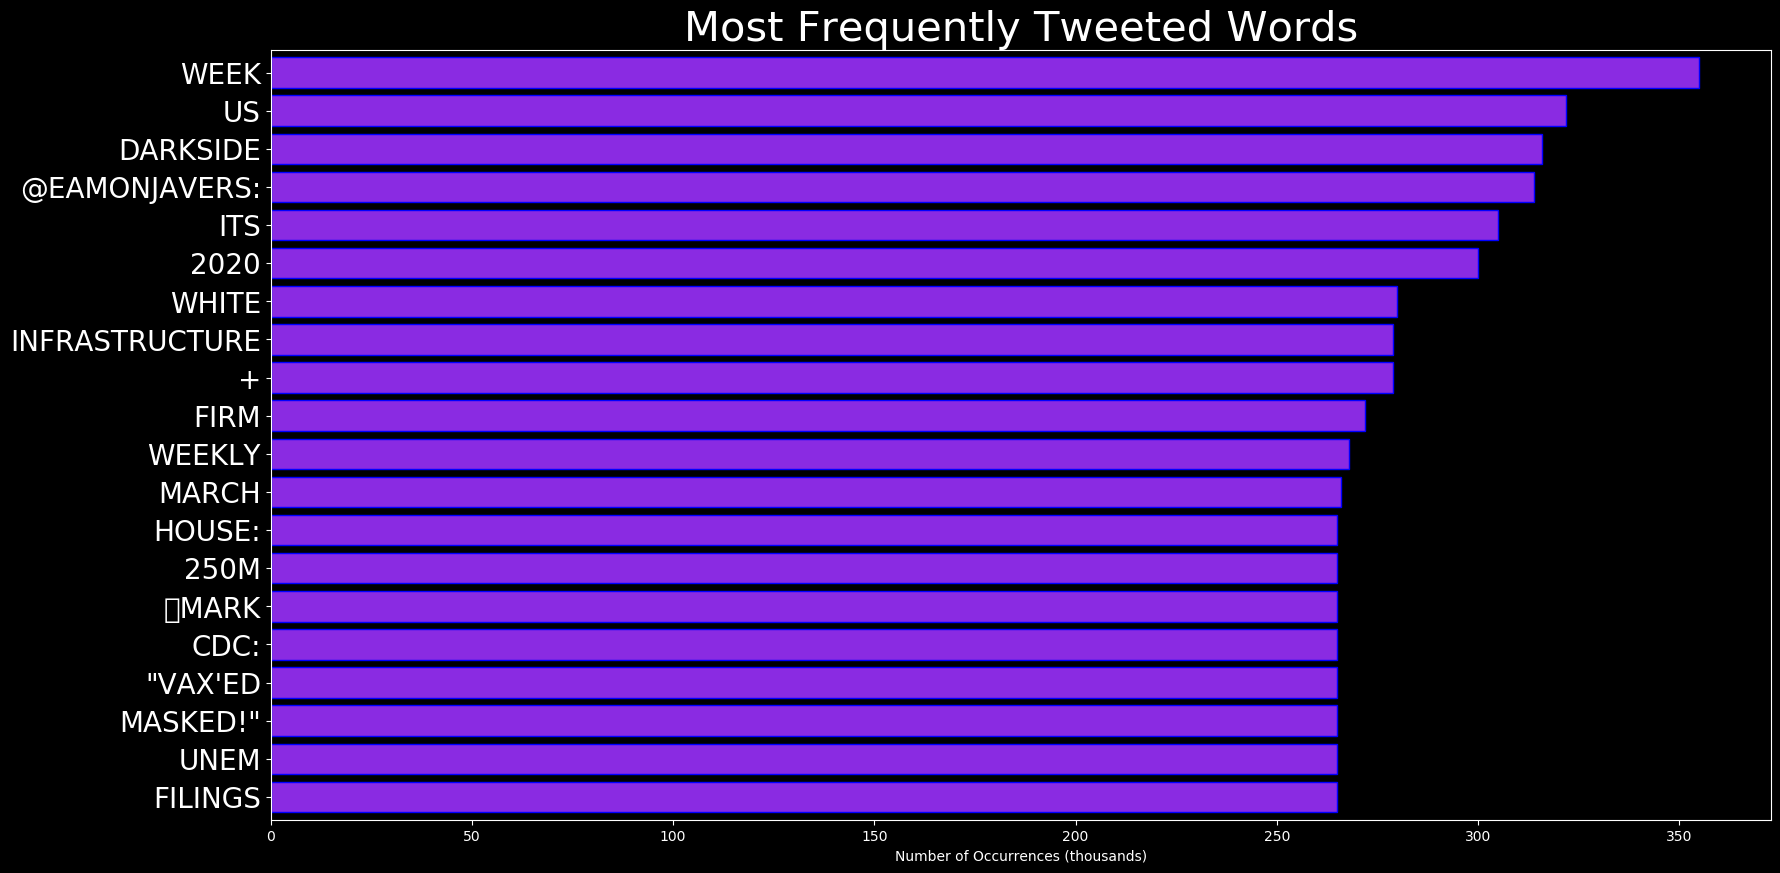 Most Frequently Tweeted Words
WEEK
US
DARKSIDE
@EAMONJAVERS:
ITS
2020
WHITE
INFRASTRUCTURE
+
FIRM
WEEKLY
MARCH
HOUSE:
250M
▯MARK
CDC:
"VAX'ED
MASKED!"
UNEM
FILINGS
0 50 100 150 200 250 300 350
Number of Occurrences (thousands)